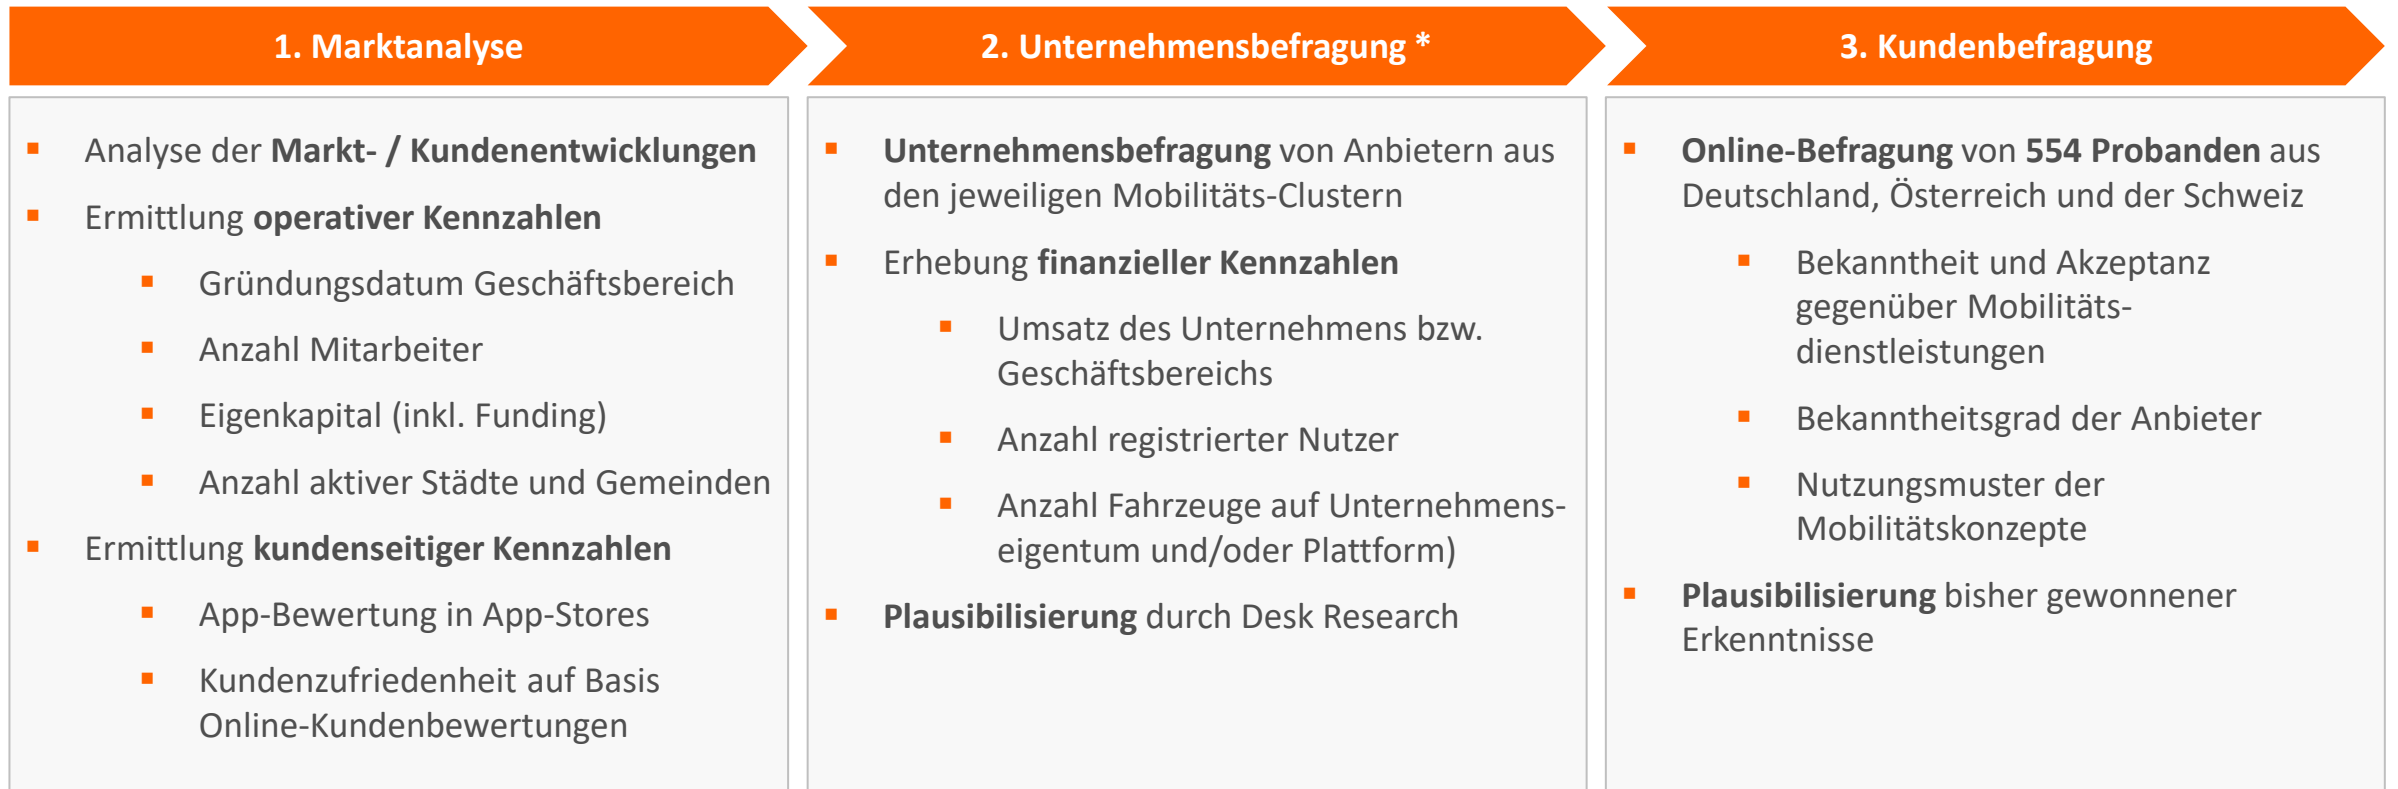 1. Marktanalyse
Analyse der Markt- / Kundenentwicklungen
Ermittlung operativer Kennzahlen
Gründungsdatum Geschäftsbereich
Anzahl Mitarbeiter
Eigenkapital (inkl. Funding)
Anzahl aktiver Städte und Gemeinden
Ermittlung kundenseitiger Kennzahlen
App-Bewertung in App-Stores
Kundenzufriedenheit auf Basis
Online-Kundenbewertungen
2. Unternehmensbefragung *
Unternehmensbefragung von Anbietern aus
den jeweiligen Mobilitäts-Clustern
Erhebung finanzieller Kennzahlen
Umsatz des Unternehmens bzw.
Geschäftsbereichs
Anzahl registrierter Nutzer
Anzahl Fahrzeuge auf Unternehmens-
eigentum und/oder Plattform)
Plausibilisierung durch Desk Research
3. Kundenbefragung
Online-Befragung von 554 Probanden aus
Deutschland, Österreich und der Schweiz
Bekanntheit und Akzeptanz
gegenüber Mobilitäts-
dienstleistungen
Bekanntheitsgrad der Anbieter
Nutzungsmuster der
Mobilitätskonzepte
Plausibilisierung bisher gewonnener
Erkenntnisse